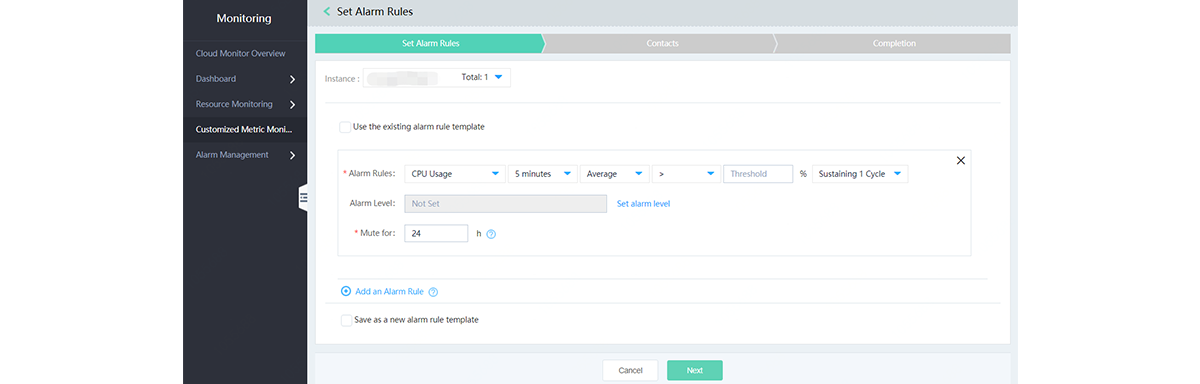 Monitoring
Set Alarm Rules
Cloud Monitor Overview
Dashboard
Resource Monitoring
Customized Metric Moni...
Alarm Management
Set Alarm Rules Contacts Completion
Instance : Total: 1
Use the existing alarm rule template
* Alarm Rules: CPU Usage 5 minutes Average > Threshold % Sustaining 1 Cycle
Alarm Level: Not Set Set alarm level
* Mute for: 24 h ?
Add an Alarm Rule ?
Save as a new alarm rule template
Cancel Next